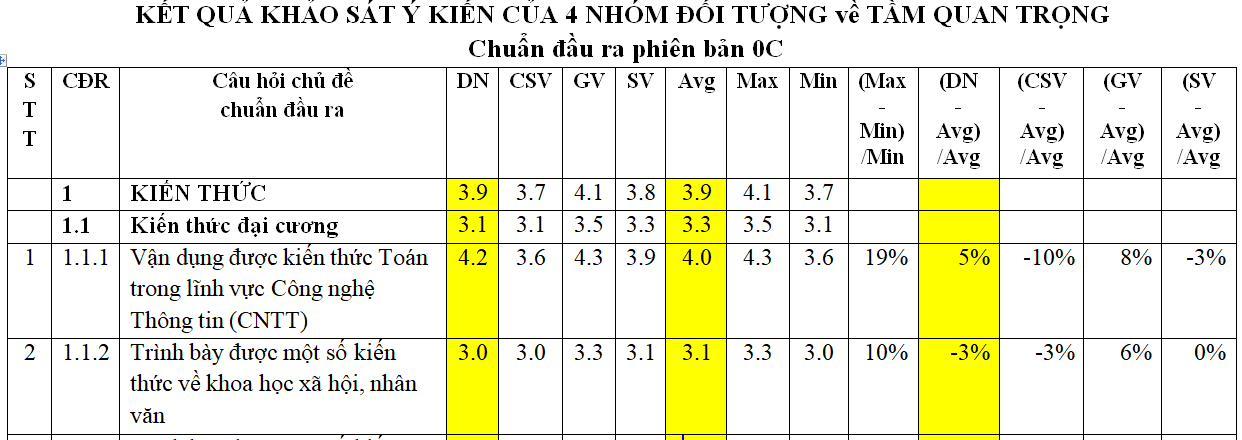 KẾT QUẢ KHẢO SÁT Ý KIẾN CỦA 4 NHÓM ĐỐI TƯỢNG về TẦM QUAN TRỌNG
Chuẩn đầu ra phiên bản 0C
S T T | CĐR | Câu hỏi chủ đề chuẩn đầu ra | DN | CSV | GV | SV | Avg | Max | Min | (Max - Min) /Min | (DN - Avg) /Avg | (CSV - Avg) /Avg | (GV - Avg) /Avg | (SV - Avg) /Avg
1 | KIẾN THỨC | 3.9 | 3.7 | 4.1 | 3.8 | 3.9 | 4.1 | 3.7
1.1 | Kiến thức đại cương | 3.1 | 3.1 | 3.5 | 3.3 | 3.3 | 3.5 | 3.1
1 | 1.1.1 | Vận dụng được kiến thức Toán trong lĩnh vực Công nghệ Thông tin (CNTT) | 4.2 | 3.6 | 4.3 | 3.9 | 4.0 | 4.3 | 3.6 | 19% | 5% | -10% | 8% | -3%
2 | 1.1.2 | Trình bày được một số kiến thức về khoa học xã hội, nhân văn | 3.0 | 3.0 | 3.3 | 3.1 | 3.1 | 3.3 | 3.0 | 10% | -3% | -3% | 6% | 0%